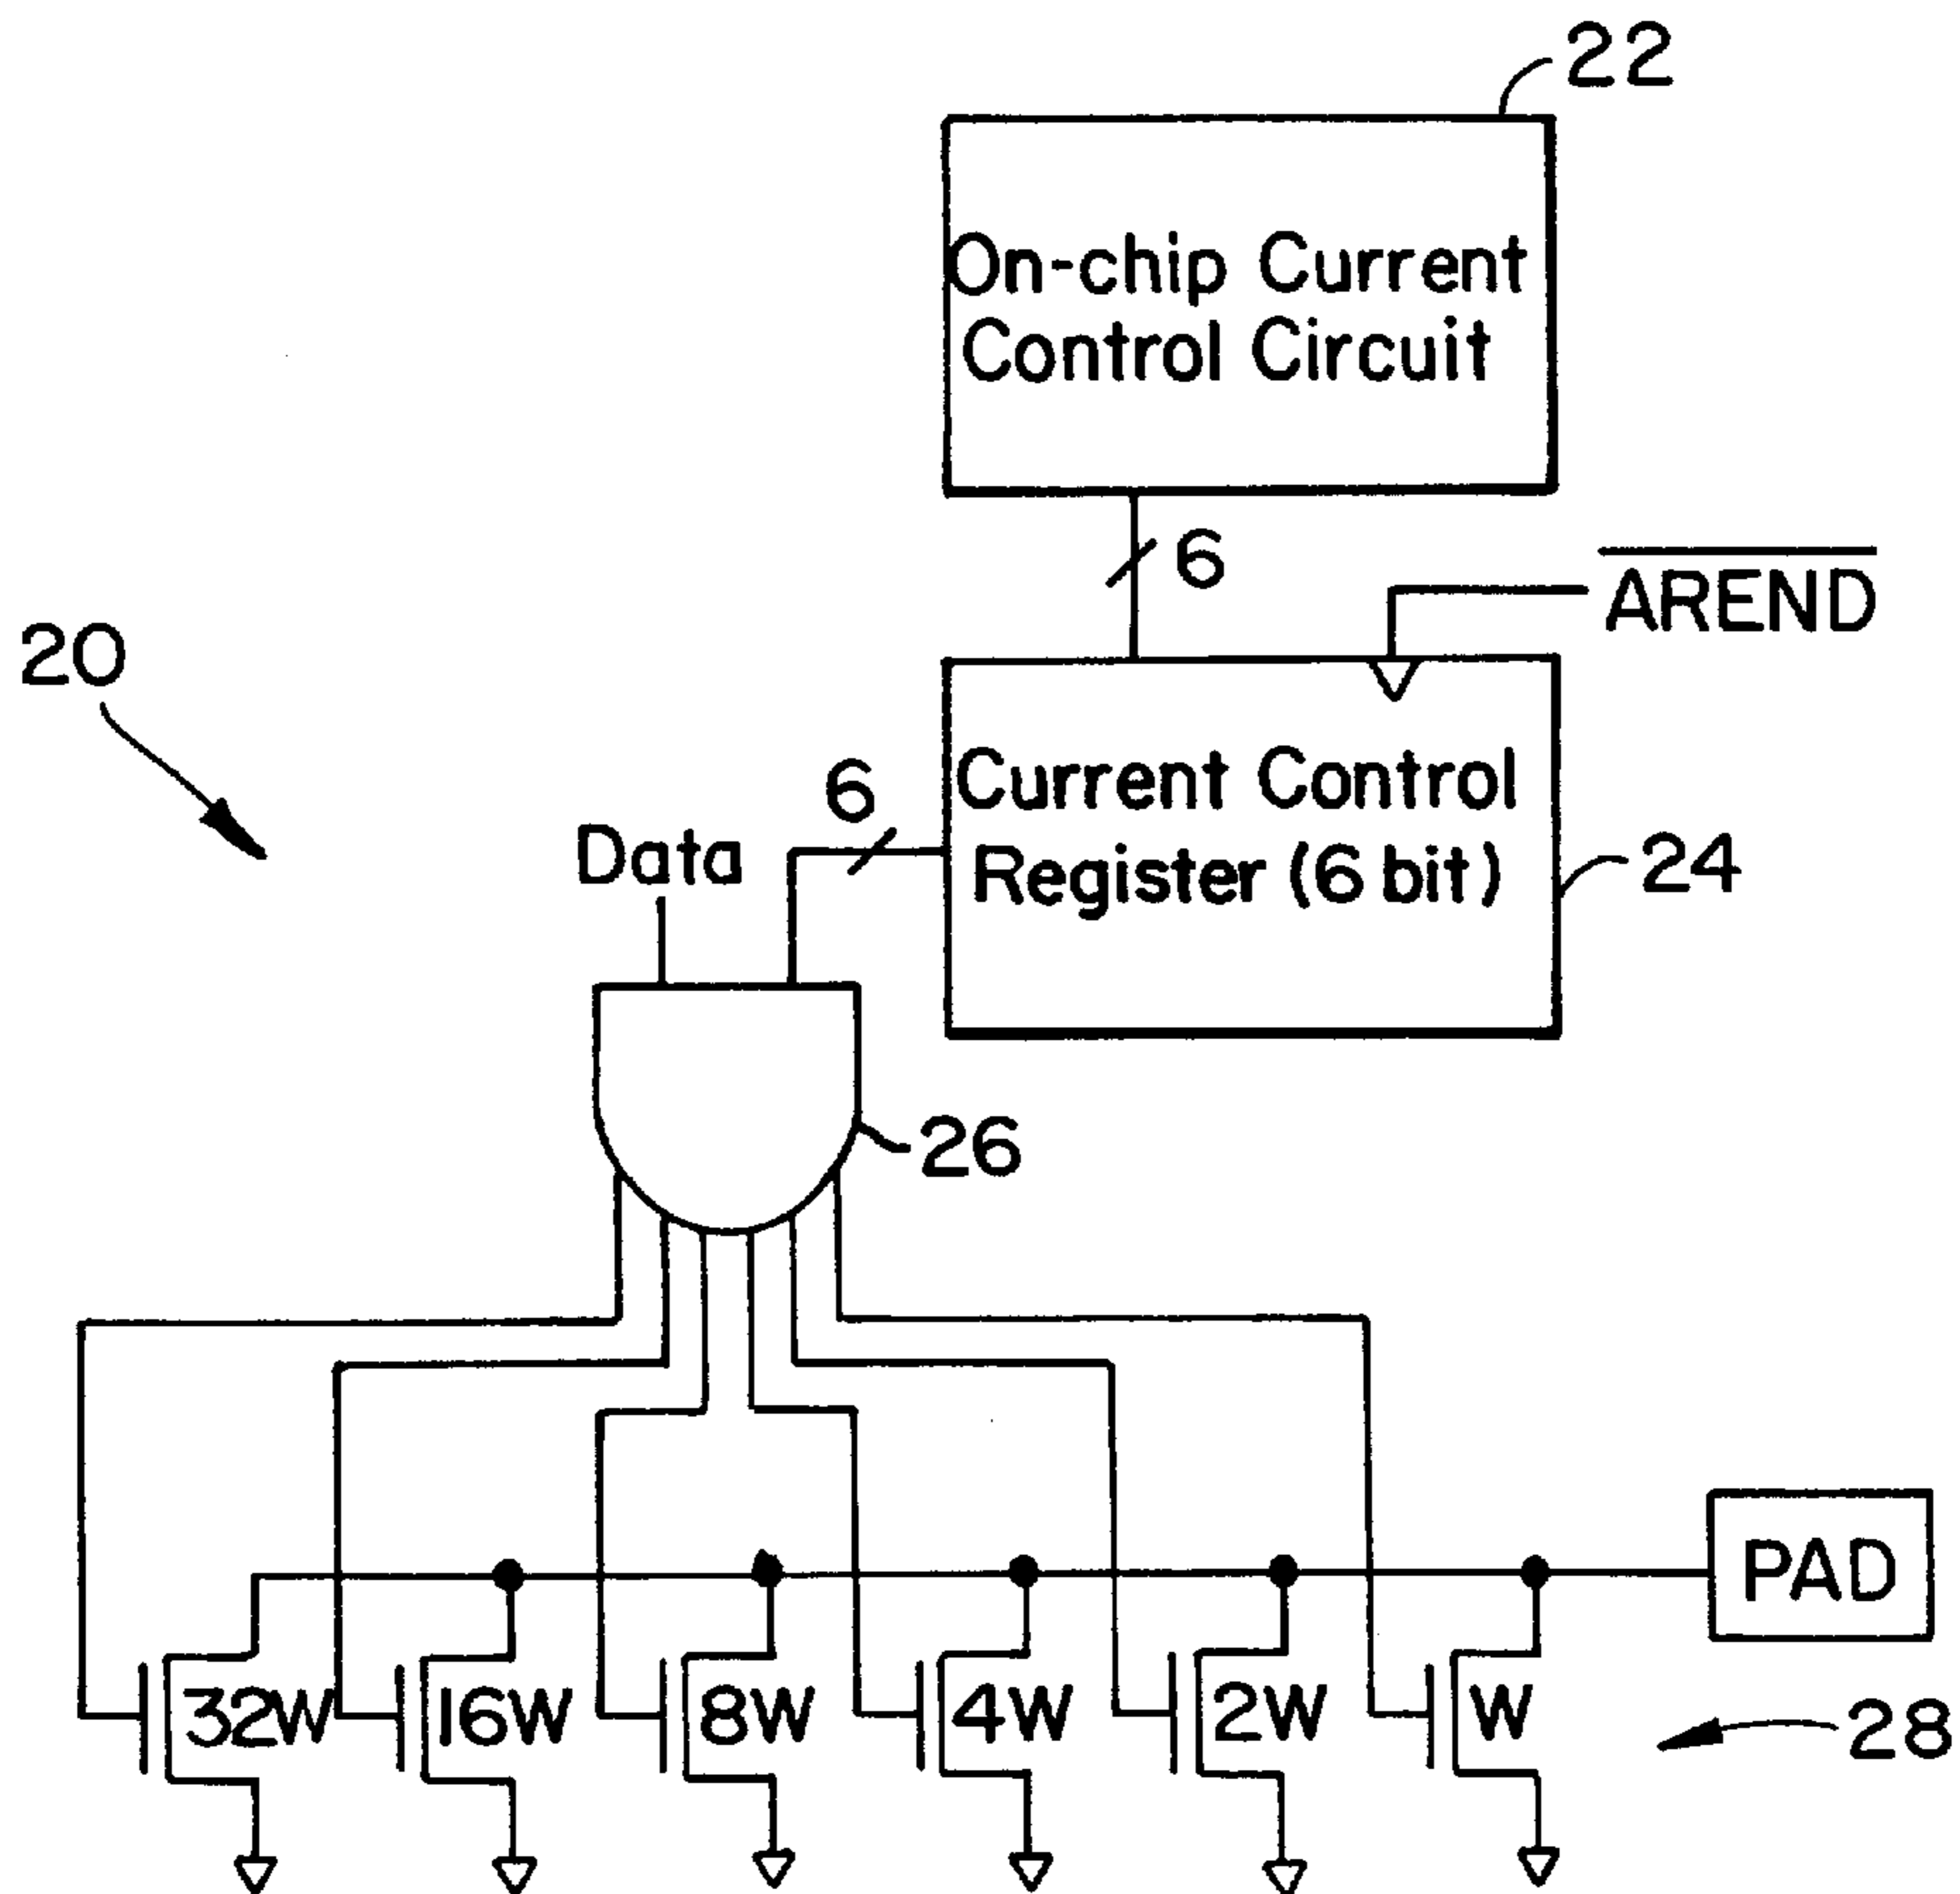 22
On-chip Current
Control Circuit
6
AREND
20
6
Current Control
Register (6 bit)
Data
24
26
PAD
32W
16W
8W
4W
2W
W
28